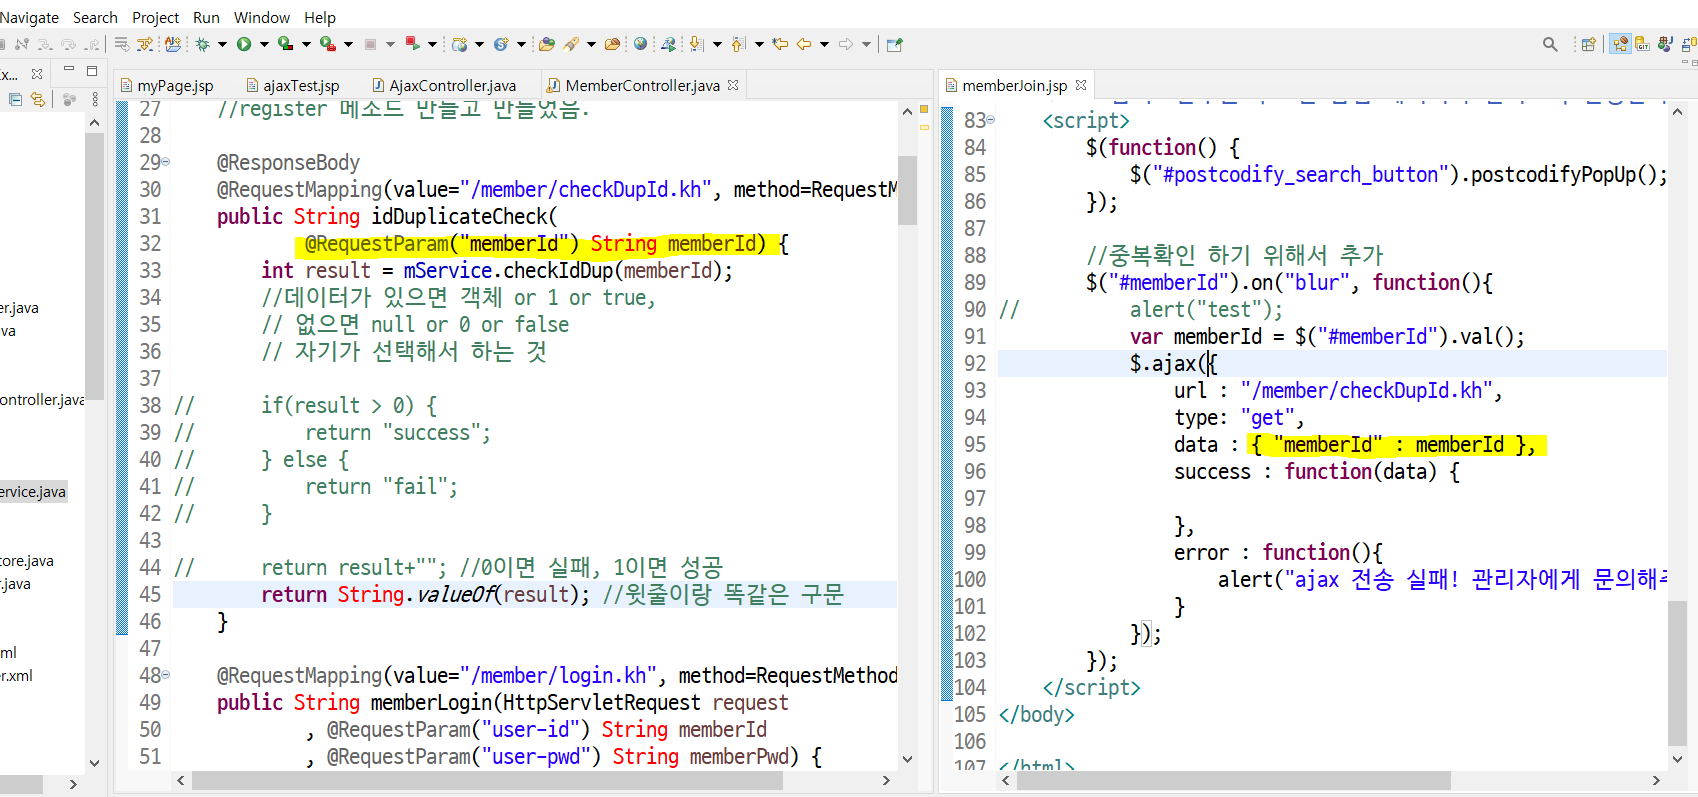 Navigate Search Project Run Window Help
Ex...
er.java
va
ontroller.java
ervice.java
tore.java
r.java
ml
r.xml
myPage.jsp ajaxTest.jsp AjaxController.java MemberController.java
27 //register 메소드 만들고 만들었음.
28
29 @ResponseBody
30 @RequestMapping(value="/member/checkDupId.kh", method=RequestM
31 public String idDuplicateCheck(
32 @RequestParam("memberId") String memberId) {
33 int result = mService.checkIdDup(memberId);
34 //데이터가 있으면 객체 or 1 or true,
35 // 없으면 null or 0 or false
36 // 자기가 선택해서 하는 것
37
38 // if(result > 0) {
39 // return "success";
40 // } else {
41 // return "fail";
42 // }
43
44 // return result+""; //0이면 실패, 1이면 성공
45 return String.valueOf(result); //윗줄이랑 똑같은 구문
46 }
47
48 @RequestMapping(value="/member/login.kh", method=RequestMethod
49 public String memberLogin(HttpServletRequest request
50 , @RequestParam("user-id") String memberId
51 , @RequestParam("user-pwd") String memberPwd) {
memberJoin.jsp
83 <script>
84 $(function() {
85 $("#postcodify_search_button").postcodifyPopUp();
86 });
87
88 //중복확인 하기 위해서 추가
89 $("#memberId").on("blur", function(){
90 // alert("test");
91 var memberId = $("#memberId").val();
92 $.ajax({
93 url : "/member/checkDupId.kh",
94 type: "get",
95 data : { "memberId" : memberId },
96 success : function(data) {
97
98 },
99 error : function(){
100 alert("ajax 전송 실패! 관리자에게 문의해주
101 }
102 });
103 });
104 </script>
105 </body>
106
107 </html>